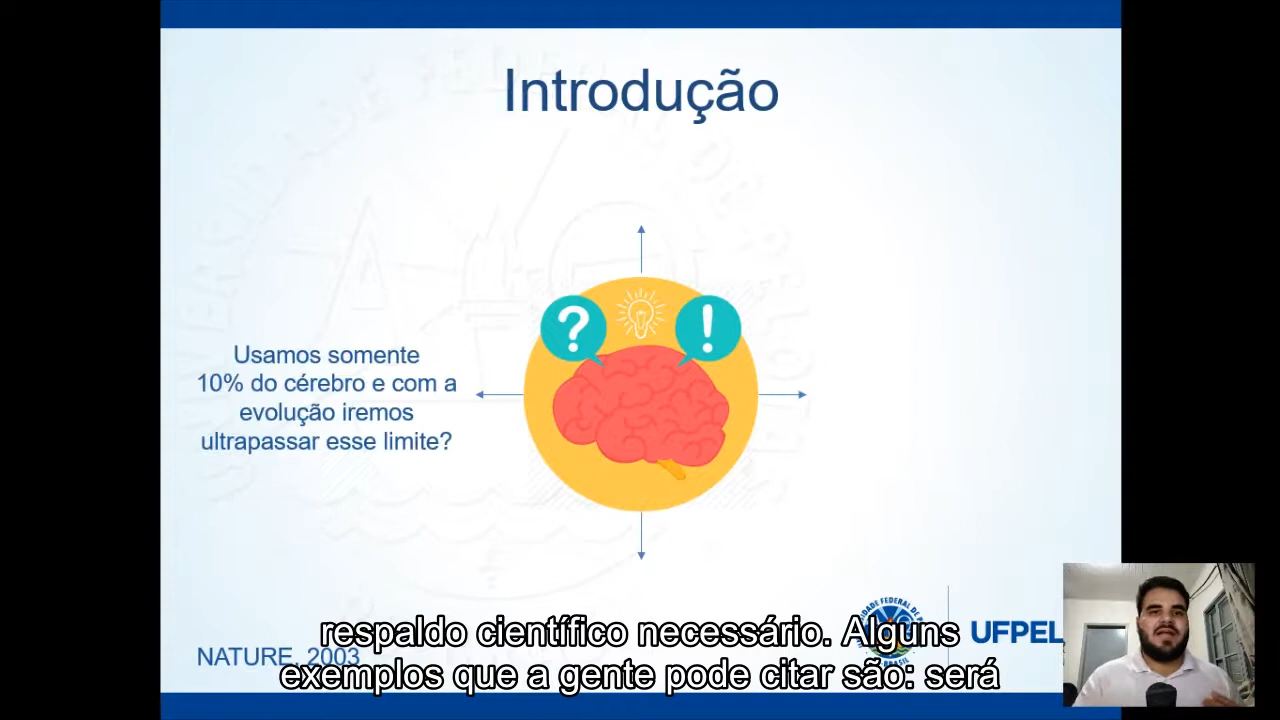 Introdução
?
!
Usamos somente
10% do cérebro e com a
evolução iremos
ultrapassar esse limite?
NATURE, 2003
UFPEL
respaldo científico necessário. Alguns
exemplos que a gente pode citar são: será